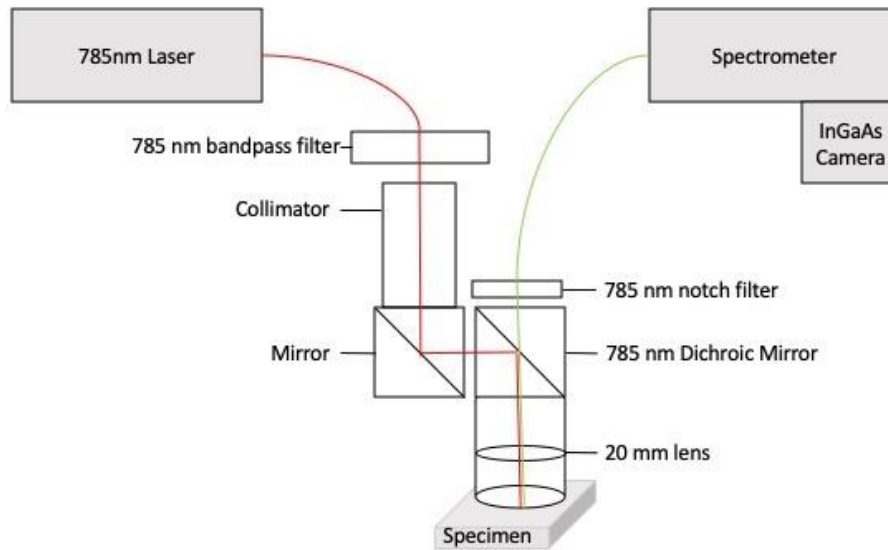 785nm Laser
Spectrometer
InGaAs
Camera
785 nm bandpass filter
Collimator
785 nm notch filter
Mirror
785 nm Dichroic Mirror
20 mm lens
Specimen